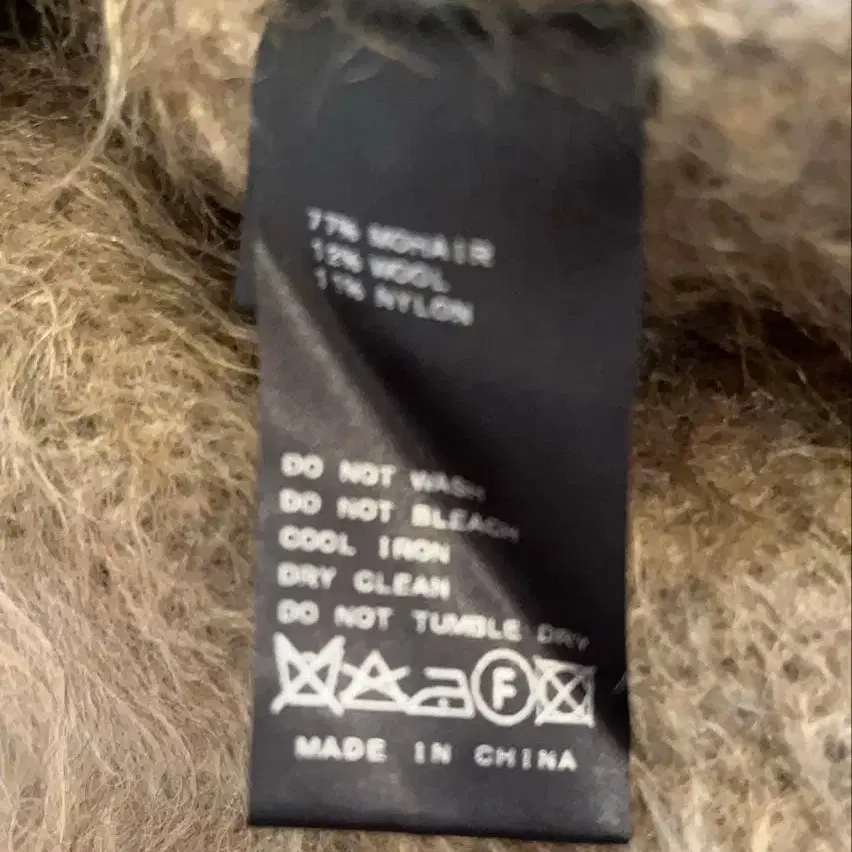 77% MOHAIR
12% WOOL
11% NYLON
DO NOT WASH
DO NOT BLEACH
COOL IRON
DRY CLEAN
DO NOT TUMBLE DRY
F
MADE IN CHINA